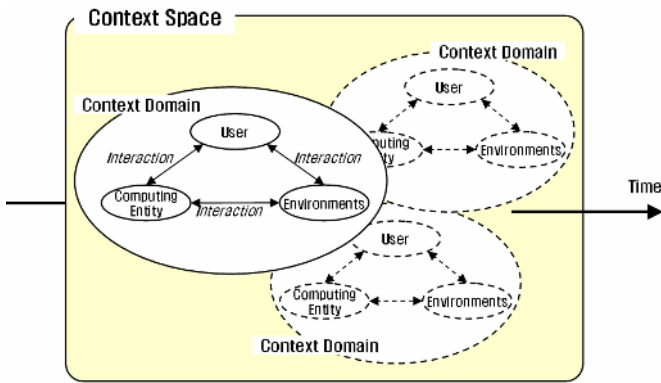 Context Space
Context Domain
User
Interaction
Interaction
Computing
Entity
Interaction
Environments
Context Domain
User
Environments
Time
User
Computing
Entity
Environments
Context Domain